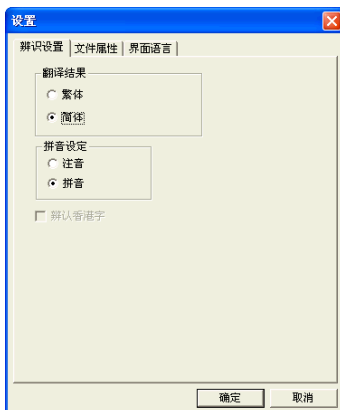 设置
辨识设置 文件属性 界面语言
翻译结果
繁体
简体
拼音设定
注音
拼音
辨认香港字
确定 取消